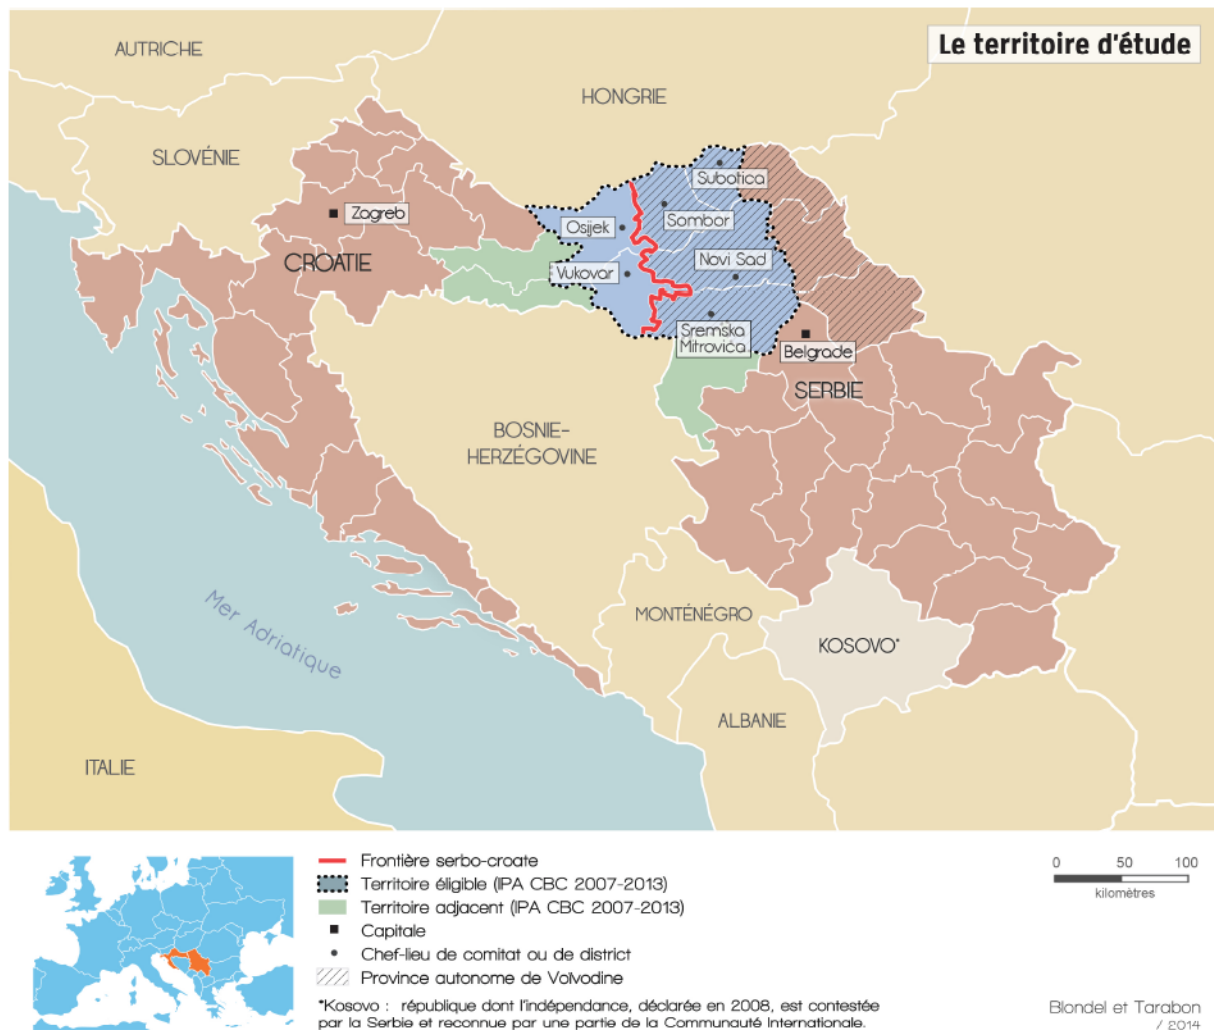 Le territoire d'étude
AUTRICHE
HONGRIE
SLOVÉNIE
Subotica
Zagreb
Sombor
Osijek
CROATIE
Novi Sad
Vukovar
Sremska
Mitrovica
Belgrade
SERBIE
BOSNIE-
HERZÉGOVINE
Mer Adriatique
MONTÉNÉGRO
KOSOVO*
ALBANIE
ITALIE
Frontière serbo-croate
Territoire éligible (IPA CBC 2007-2013)
Territoire adjacent (IPA CBC 2007-2013)
Capitale
Chef-lieu de comitat ou de district
Province autonome de Voïvodine
*Kosovo : république dont l'indépendance, déclarée en 2008, est contestée
par la Serbie et reconnue par une partie de la Communauté Internationale.
0 50 100
kilomètres
Blondel et Tarabon
/ 2014